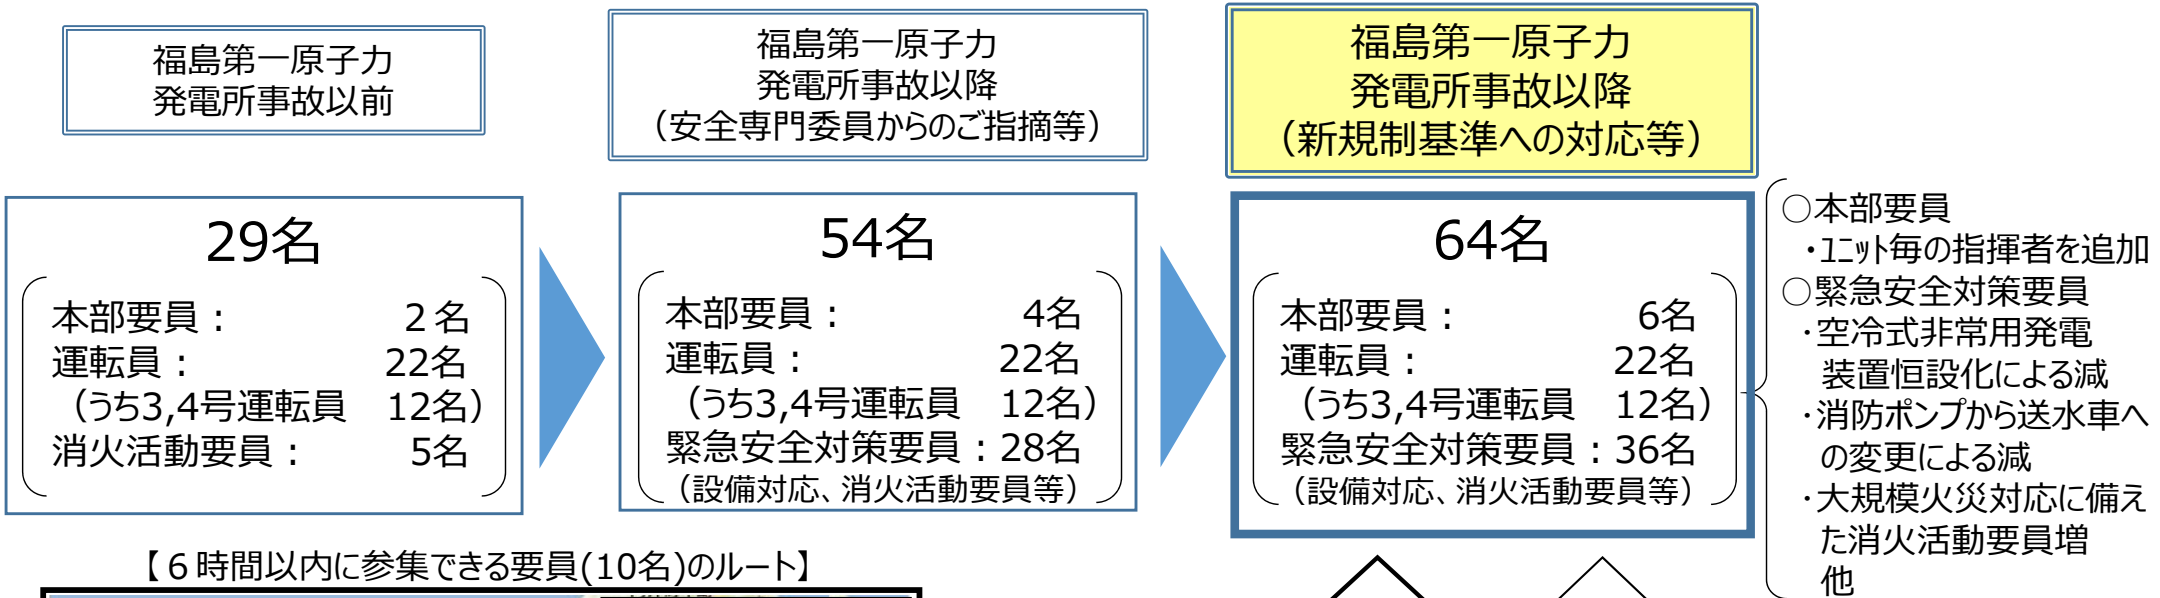 福島第一原子力
発電所事故以前
福島第一原子力
発電所事故以降
（安全専門委員からのご指摘等）
福島第一原子力
発電所事故以降
（新規制基準への対応等）
29名
本部要員： ２名
運転員： 22名
（うち3,4号運転員 12名）
消火活動要員： 5名
54名
本部要員： 4名
運転員： 22名
（うち3,4号運転員 12名）
緊急安全対策要員：28名
（設備対応、消火活動要員等）
64名
本部要員： 6名
運転員： 22名
（うち3,4号運転員 12名）
緊急安全対策要員：36名
（設備対応、消火活動要員等）
○本部要員
・ﾕﾆｯﾄ毎の指揮者を追加
○緊急安全対策要員
・空冷式非常用発電
装置恒設化による減
・消防ポンプから送水車へ
の変更による減
・大規模火災対応に備え
た消火活動要員増
他
【６時間以内に参集できる要員(10名)のルート】